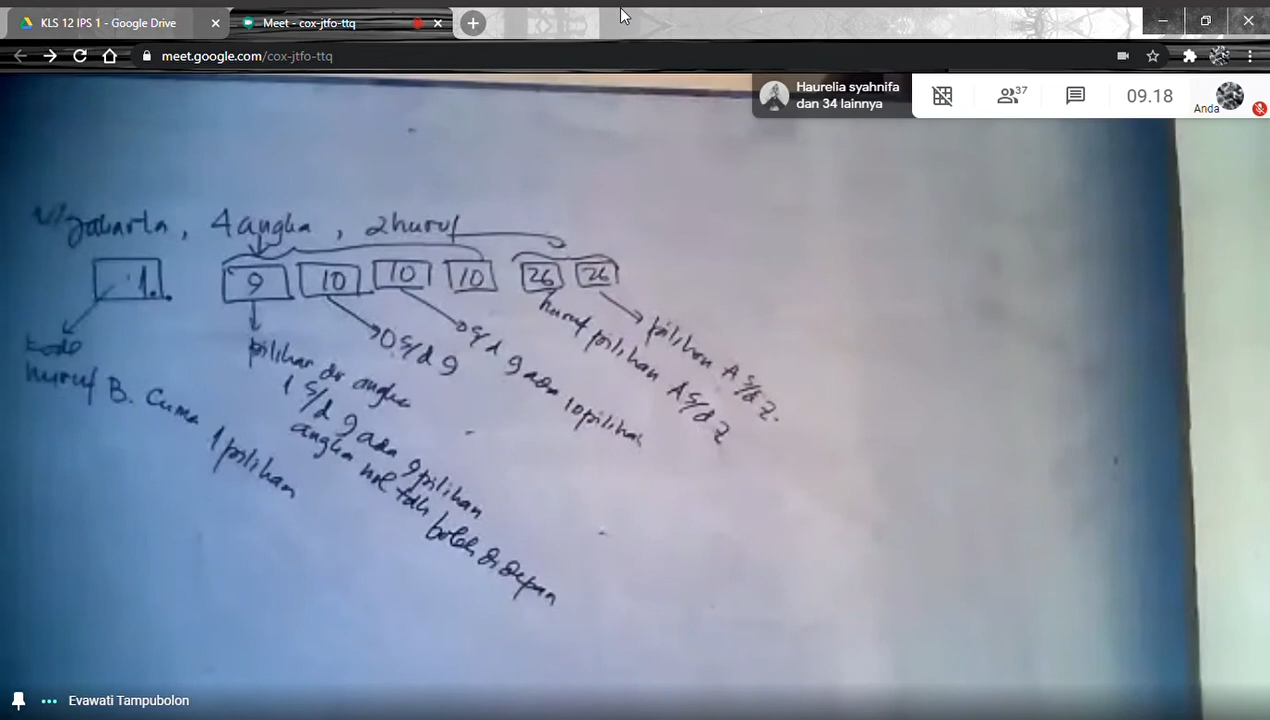 KLS 12 IPS 1 - Google Drive
Meet - cox-jtfo-ttq
meet.google.com/cox-jtfo-ttq
Haurelia syahnifa
dan 34 lainnya
37
09.18
Anda
Jakarta, 4 angka, 2 huruf
1. 9 10 10 10 26 26
kode
huruf B. Cuma 1 pilihan
pilihan dr angka
1 s/d 9 ada 9 pilihan
angka nol tdk boleh di depan
0 s/d 9
0 s/d 9 ada 10 pilihan
huruf pilihan A s/d Z
pilihan A s/d Z.
Evawati Tampubolon